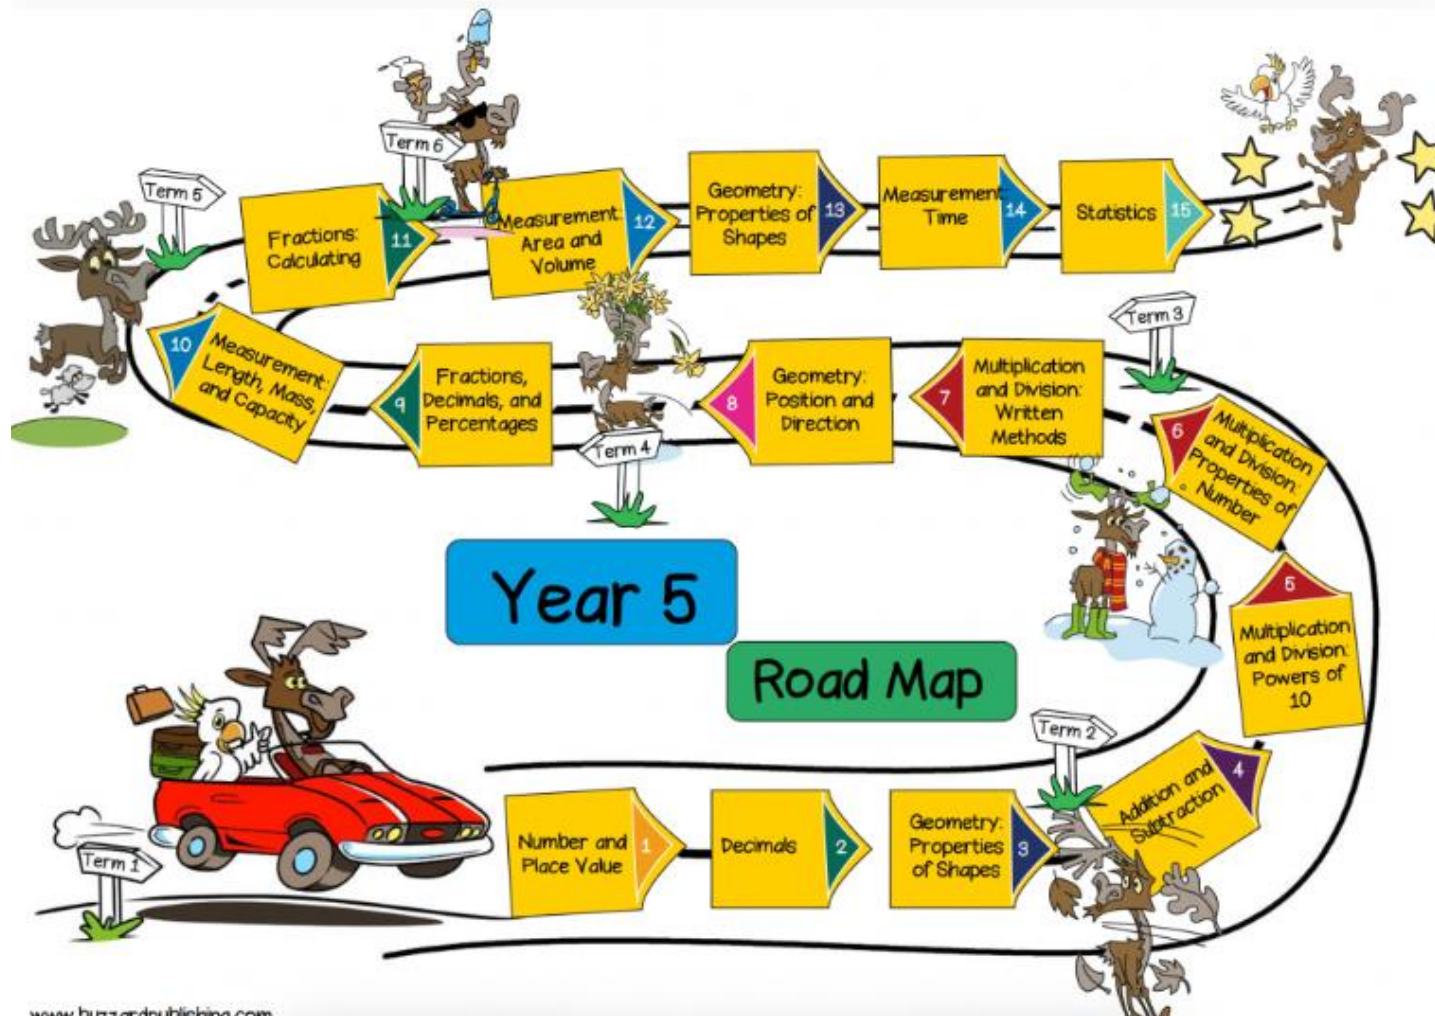 Term 6
Term 5
Fractions:
Calculating
11
Measurement:
Area and
Volume
12
Geometry:
Properties of
Shapes
13
Measurement:
Time
14
Statistics
15
Term 3
10
Measurement:
Length, Mass,
and Capacity
9
Fractions,
Decimals, and
Percentages
Term 4
8
Geometry:
Position and
Direction
7
Multiplication
and Division:
Written
Methods
6
Multiplication
and Division:
Properties of
Number
5
Multiplication
and Division:
Powers of
10
Year 5
Road Map
Term 2
4
Addition and
Subtraction
Term 1
Number and
Place Value
1
Decimals
2
Geometry:
Properties
of Shapes
3
www.buzzardpublishing.com